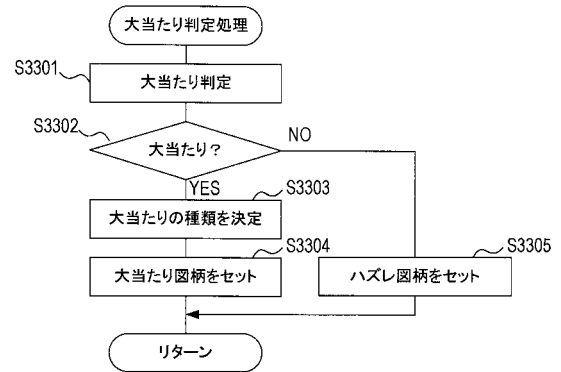 大当たり判定処理
S3301
大当たり判定
S3302
大当たり？
NO
YES
S3303
大当たりの種類を決定
S3304
大当たり図柄をセット
S3305
ハズレ図柄をセット
リターン